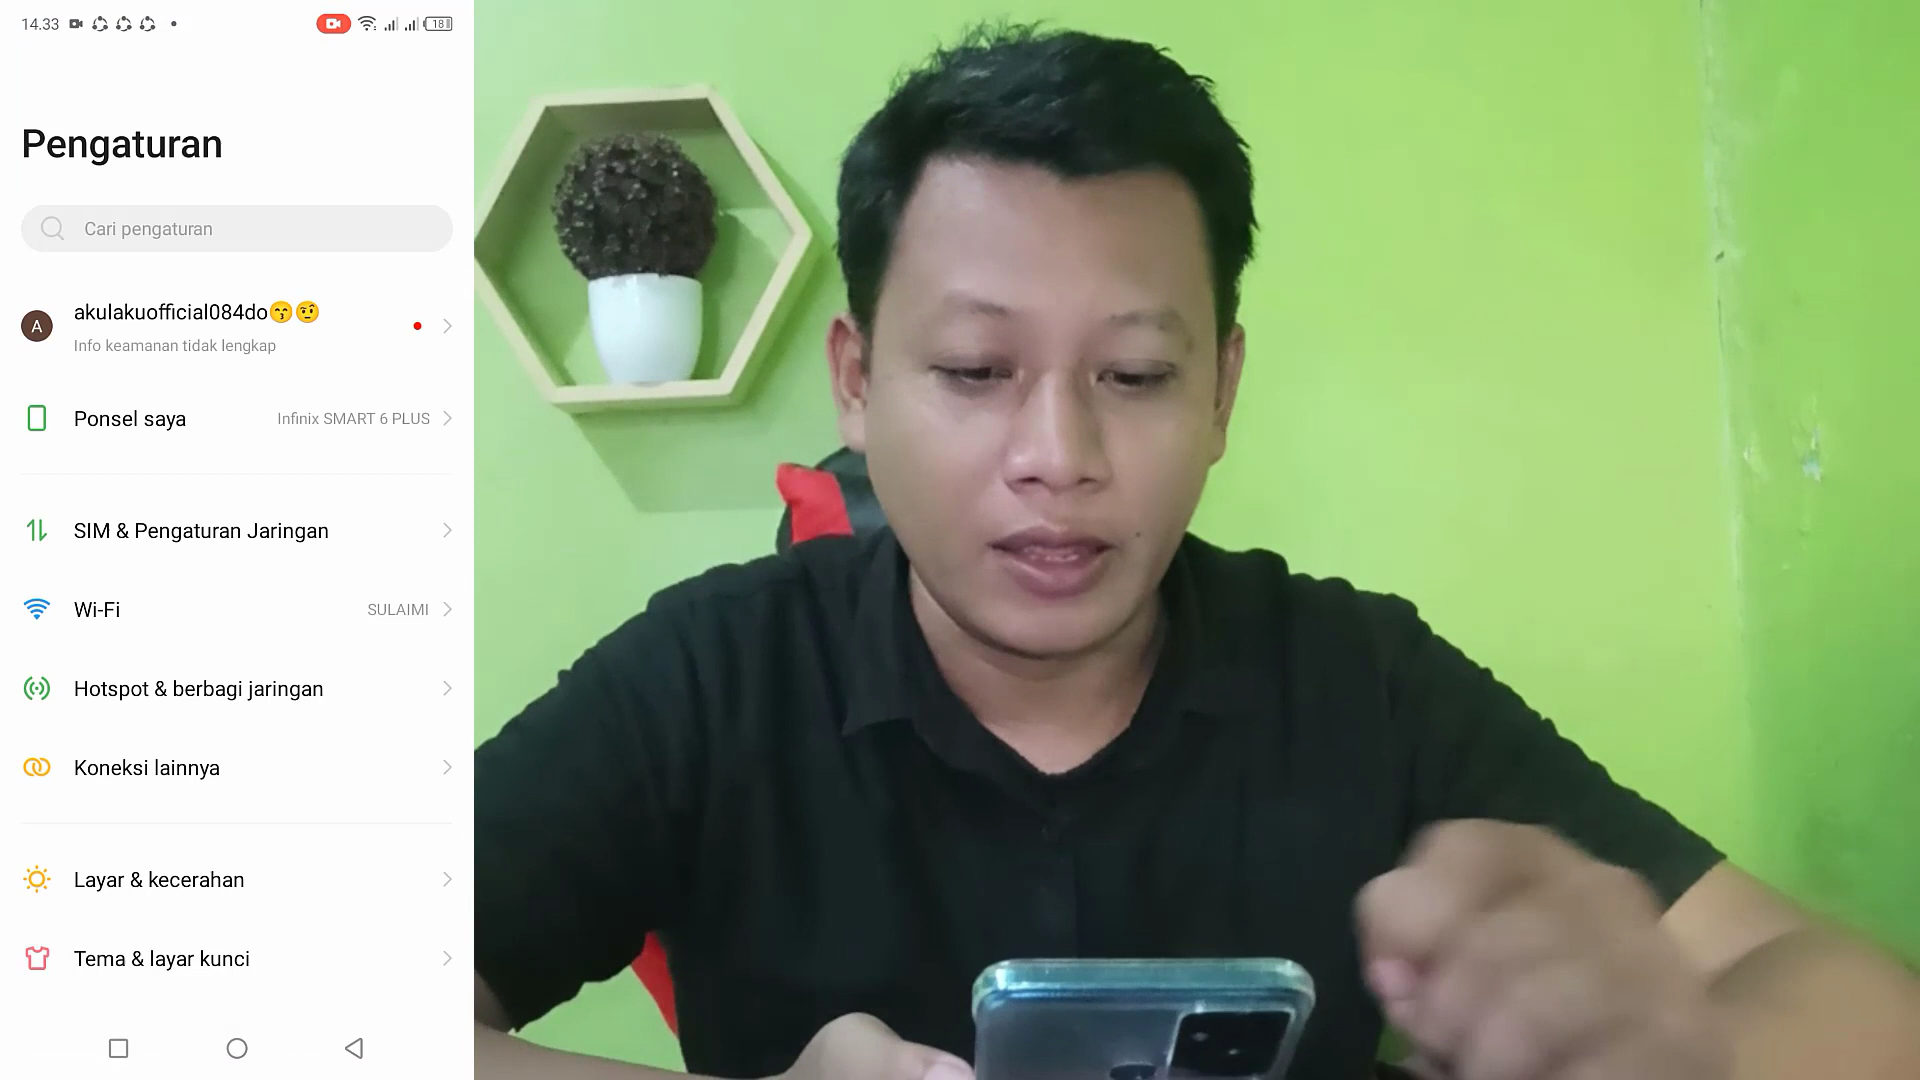 14.33
18
Pengaturan
Cari pengaturan
A
akulakuofficial084do😙🤨
Info keamanan tidak lengkap
Ponsel saya Infinix SMART 6 PLUS
SIM & Pengaturan Jaringan
Wi-Fi SULAIMI
Hotspot & berbagi jaringan
Koneksi lainnya
Layar & kecerahan
Tema & layar kunci